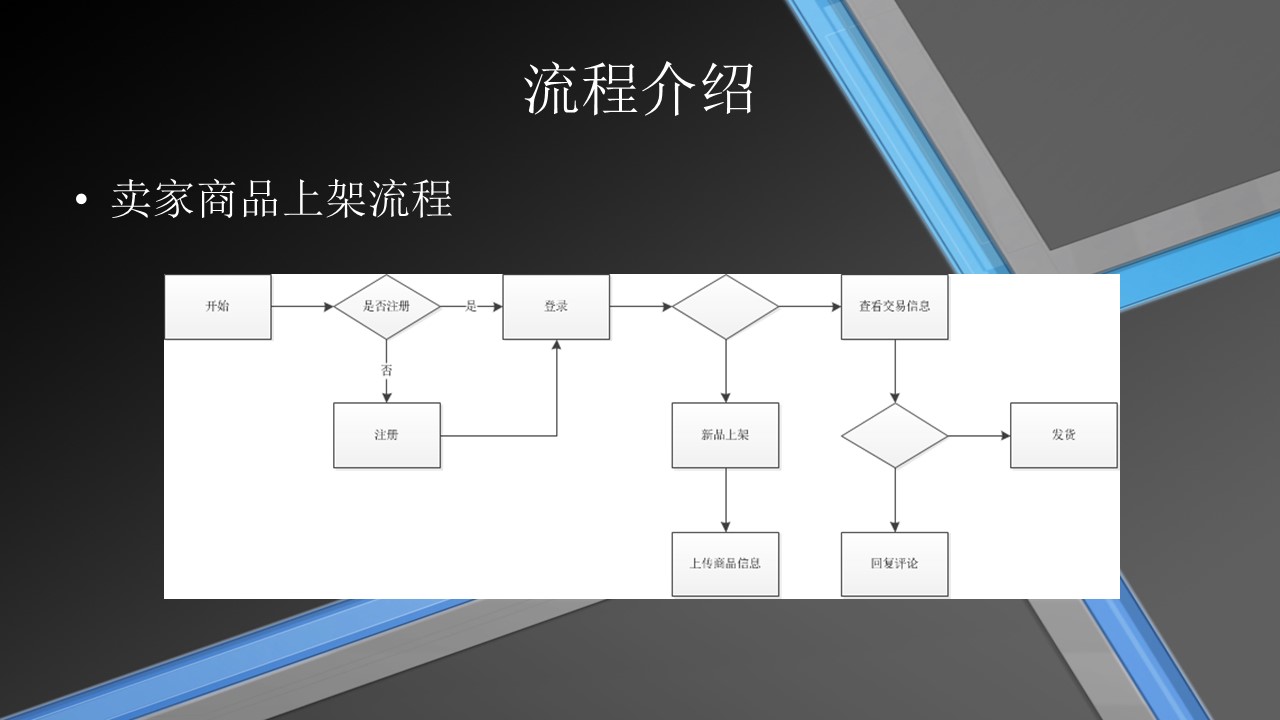 流程介绍
• 卖家商品上架流程
开始
是否注册
是
登录
查看交易信息
否
注册
新品上架
发货
上传商品信息
回复评论